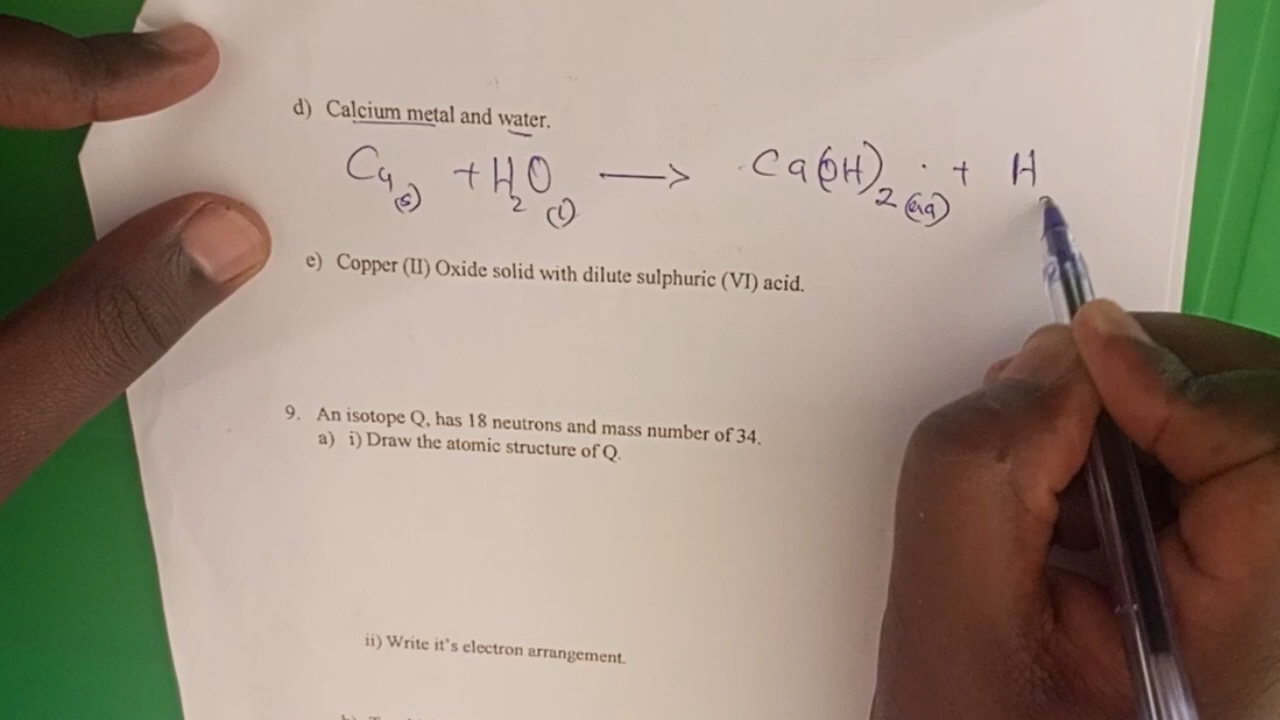 d) Calcium metal and water.
Ca(s) + H2O(l) → Ca(OH)2(aq) + H
e) Copper (II) Oxide solid with dilute sulphuric (VI) acid.
9. An isotope Q, has 18 neutrons and mass number of 34.
a) i) Draw the atomic structure of Q.
ii) Write it's electron arrangement.